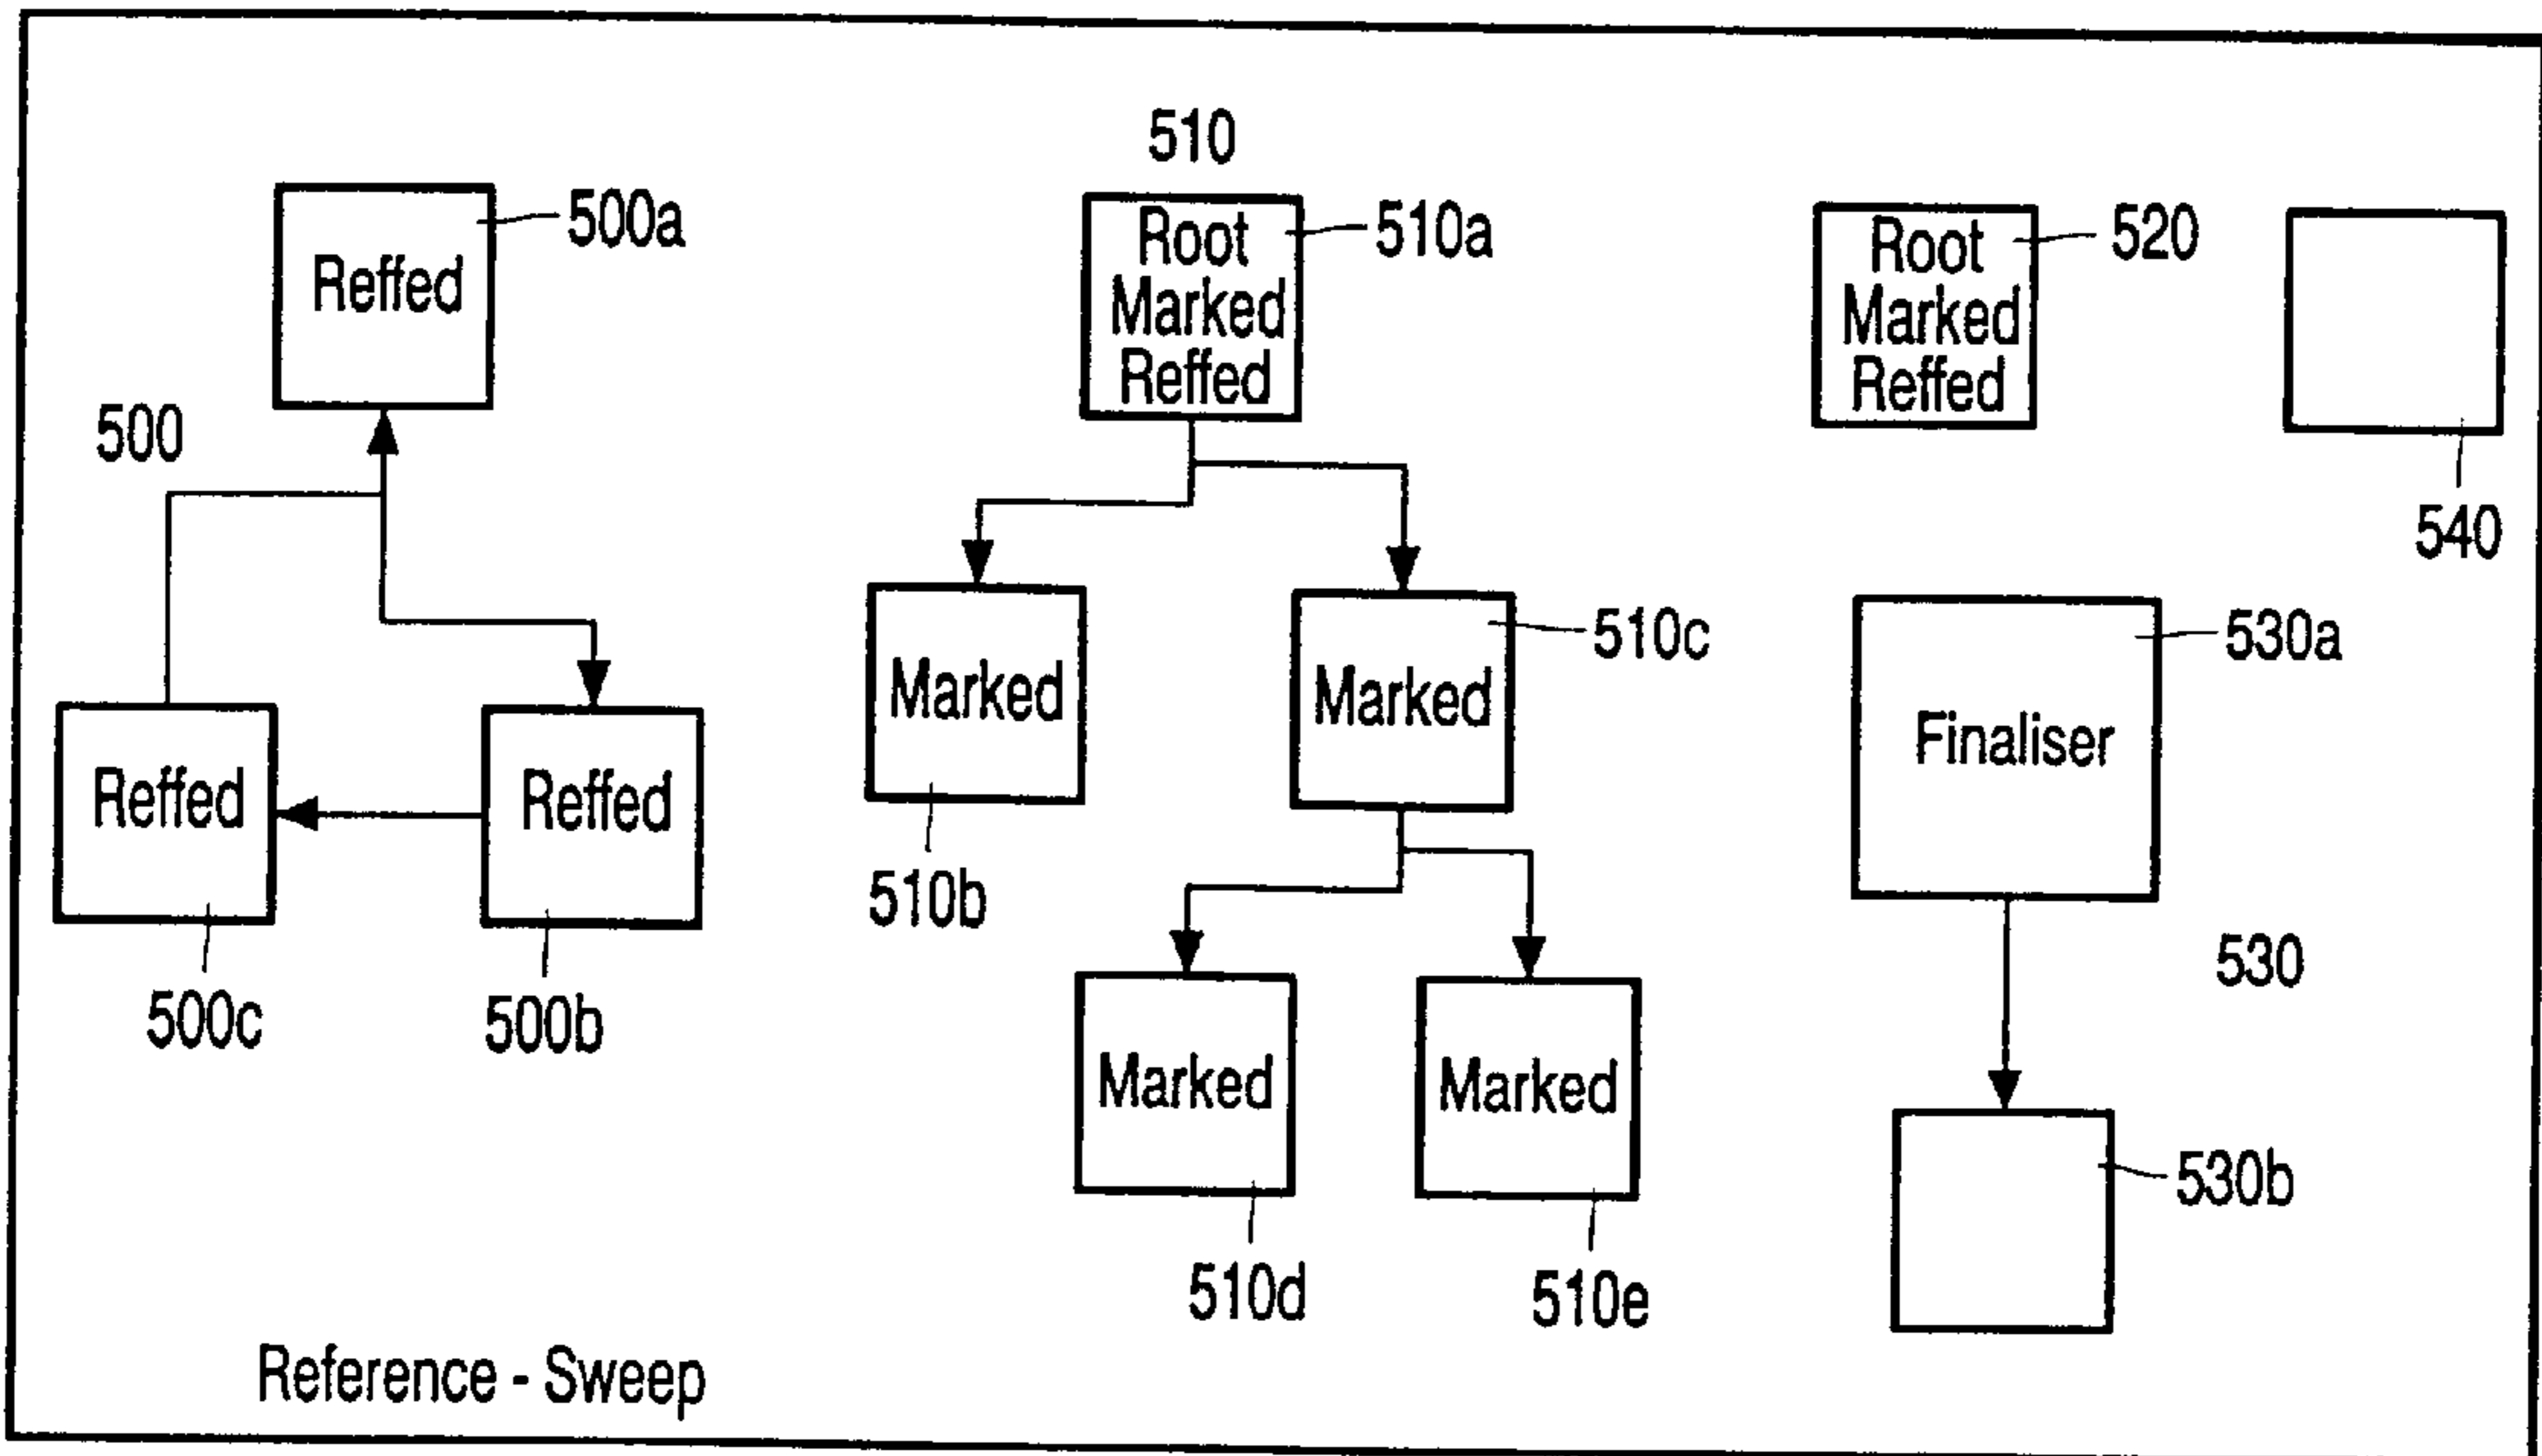 510
Reffed
500a
Root
Marked
Reffed
510a
Root
Marked
Reffed
520
540
500
Reffed
500c
Reffed
500b
Marked
510b
Marked
510c
Marked
510d
Marked
510e
Finaliser
530a
530
530b
Reference - Sweep